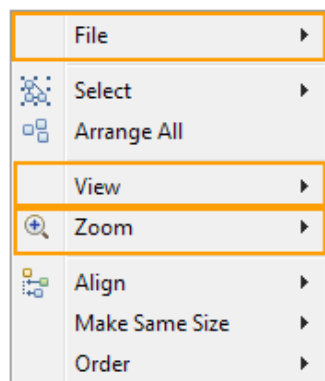 File
Select
Arrange All
View
Zoom
Align
Make Same Size
Order